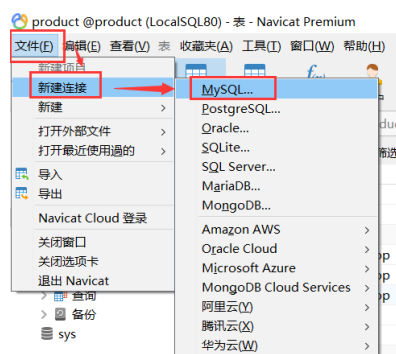 product @product (LocalSQL80) - 表 - Navicat Premium
文件(F) 编辑(E) 查看(V) 表 收藏夹(A) 工具(T) 窗口(W) 帮助(H)
新建项目
新建连接
新建
打开外部文件
打开最近使用過的
导入
导出
Navicat Cloud 登录
关闭窗口
关闭选项卡
退出 Navicat
查询
备份
sys
MySQL...
PostgreSQL...
Oracle...
SQLite...
SQL Server...
MariaDB...
MongoDB...
Amazon AWS
Oracle Cloud
Microsoft Azure
MongoDB Cloud Services
阿里云(Y)
腾讯云(X)
华为云(W)